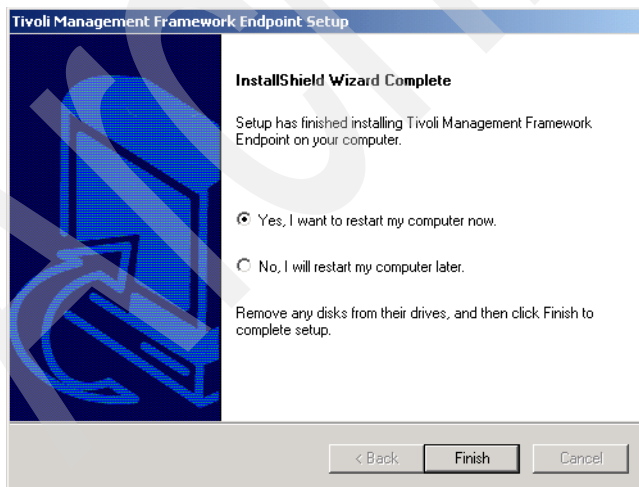 Tivoli Management Framework Endpoint Setup
InstallShield Wizard Complete
Setup has finished installing Tivoli Management Framework
Endpoint on your computer.
Yes, I want to restart my computer now.
No, I will restart my computer later.
Remove any disks from their drives, and then click Finish to
complete setup.
< Back
Finish
Cancel